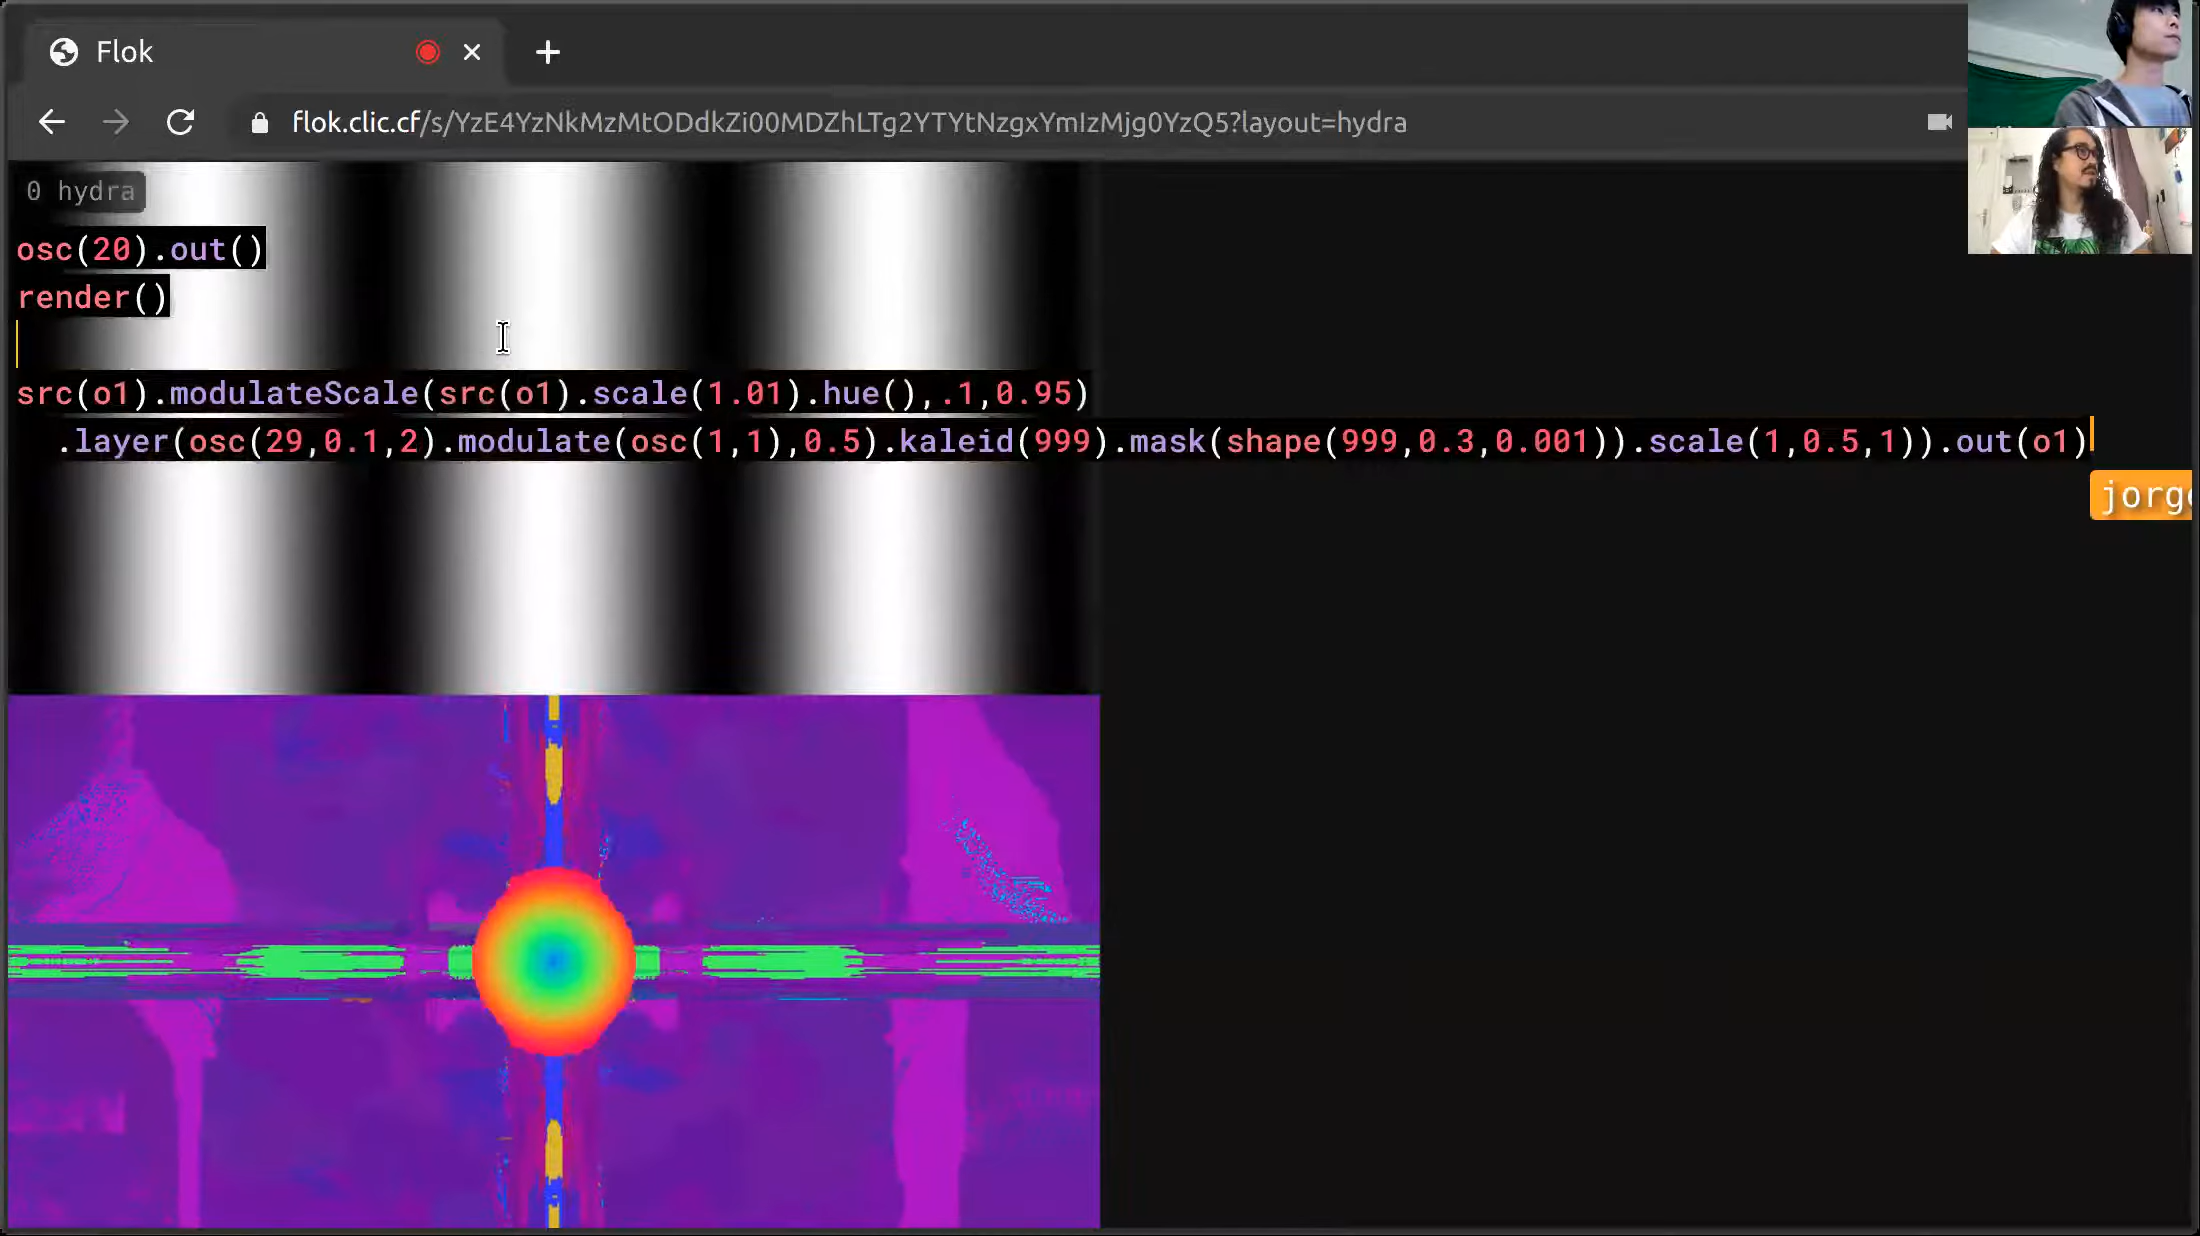 Flok
flok.clic.cf/s/YzE4YzNkMzMtODdkZi00MDZhLTg2YTYtNzgxYmIzMjg0YzQ5?layout=hydra
0 hydra
osc(20).out()
render()
src(o1).modulateScale(src(o1).scale(1.01).hue(),.1,0.95)
.layer(osc(29,0.1,2).modulate(osc(1,1),0.5).kaleid(999).mask(shape(999,0.3,0.001)).scale(1,0.5,1)).out(o1)
jorge